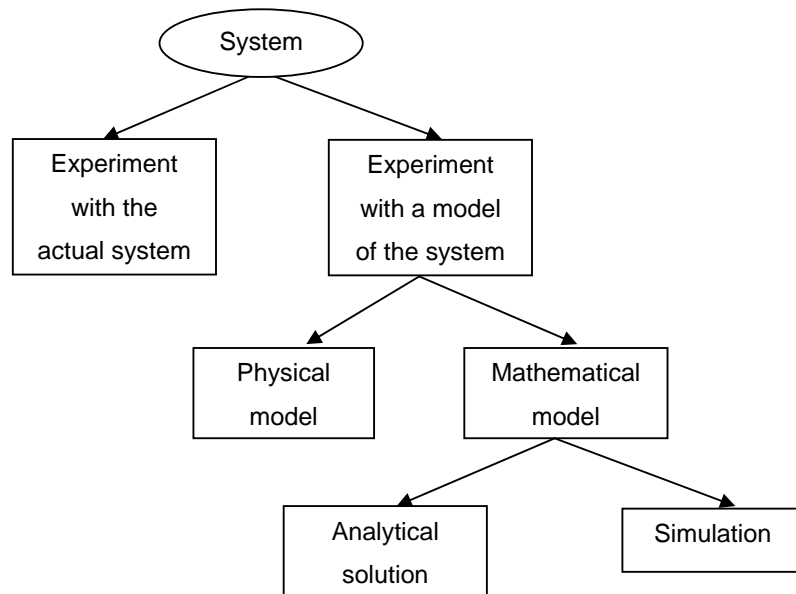 System
Experiment
with the
actual system
Experiment
with a model
of the system
Physical
model
Mathematical
model
Analytical
solution
Simulation